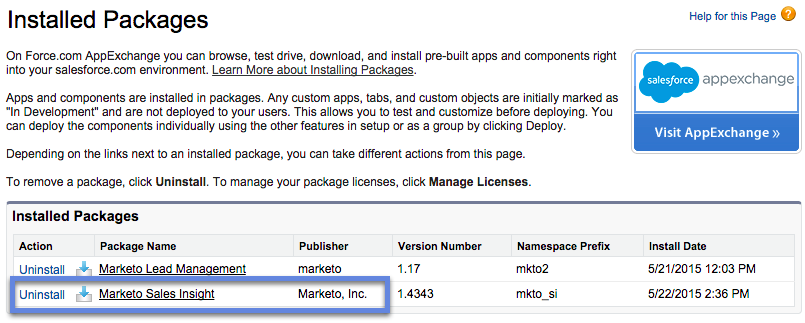 Installed Packages
Help for this Page ?
On Force.com AppExchange you can browse, test drive, download, and install pre-built apps and components right
into your salesforce.com environment. Learn More about Installing Packages.
salesforce appexchange
Apps and components are installed in packages. Any custom apps, tabs, and custom objects are initially marked as
"In Development" and are not deployed to your users. This allows you to test and customize before deploying. You
can deploy the components individually using the other features in setup or as a group by clicking Deploy.
Visit AppExchange »
Depending on the links next to an installed package, you can take different actions from this page.
To remove a package, click Uninstall. To manage your package licenses, click Manage Licenses.
Installed Packages
Action Package Name Publisher Version Number Namespace Prefix Install Date
Uninstall Marketo Lead Management marketo 1.17 mkto2 5/21/2015 12:03 PM
Uninstall Marketo Sales Insight Marketo, Inc. 1.4343 mkto_si 5/22/2015 2:36 PM